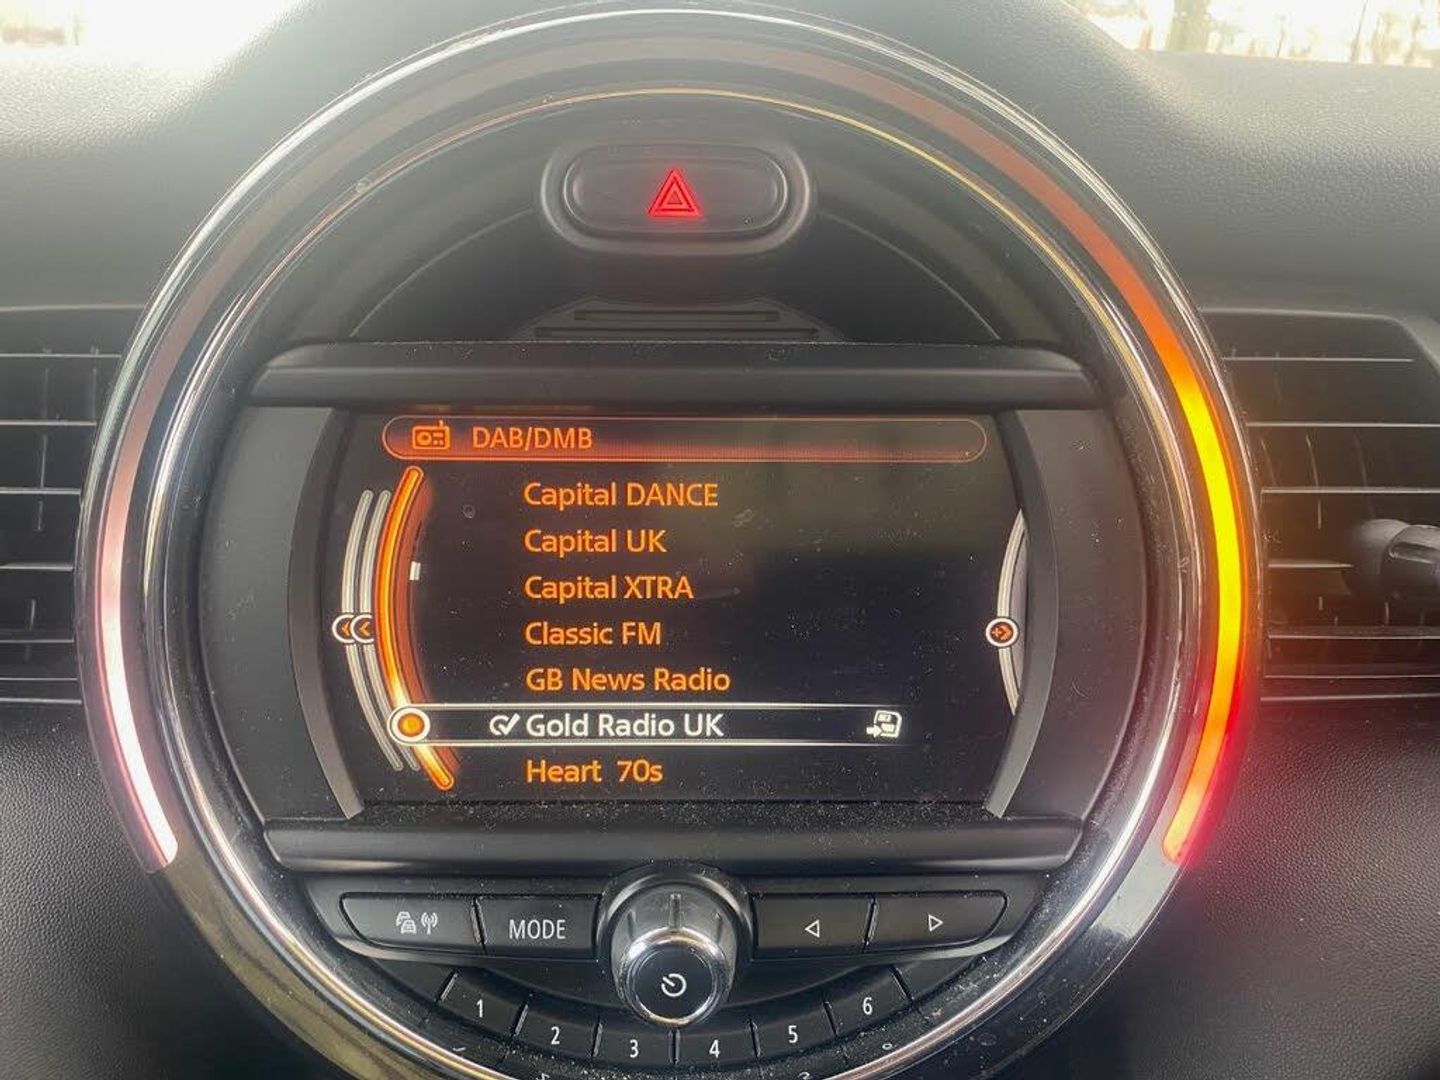 DAB/DMB
Capital DANCE
Capital UK
Capital XTRA
Classic FM
GB News Radio
Gold Radio UK
Heart 70s
MODE
1
2
3
4
5
6